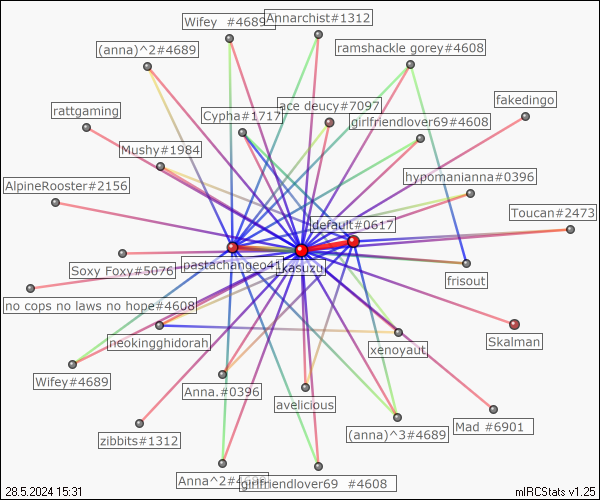 Wifey #4689
Annarchist#1312
(anna)^2#4689
ramshackle gorey#4608
rattgaming
Cypha#1717
ace deucy#7097
fakedingo
girlfriendlover69#4608
Mushy#1984
AlpineRooster#2156
hypomanianna#0396
default#0617
Toucan#2473
Soxy Foxy#5076
pastachangeo41
kasuzu
frisout
no cops no laws no hope#4608
neokingghidorah
xenoyaut
Skalman
Wifey#4689
Anna.#0396
avelicious
zibbits#1312
(anna)^3#4689
Mad #6901
Anna^2#4689
girlfriendlover69 #4608
28.5.2024 15:31
mIRCStats v1.25